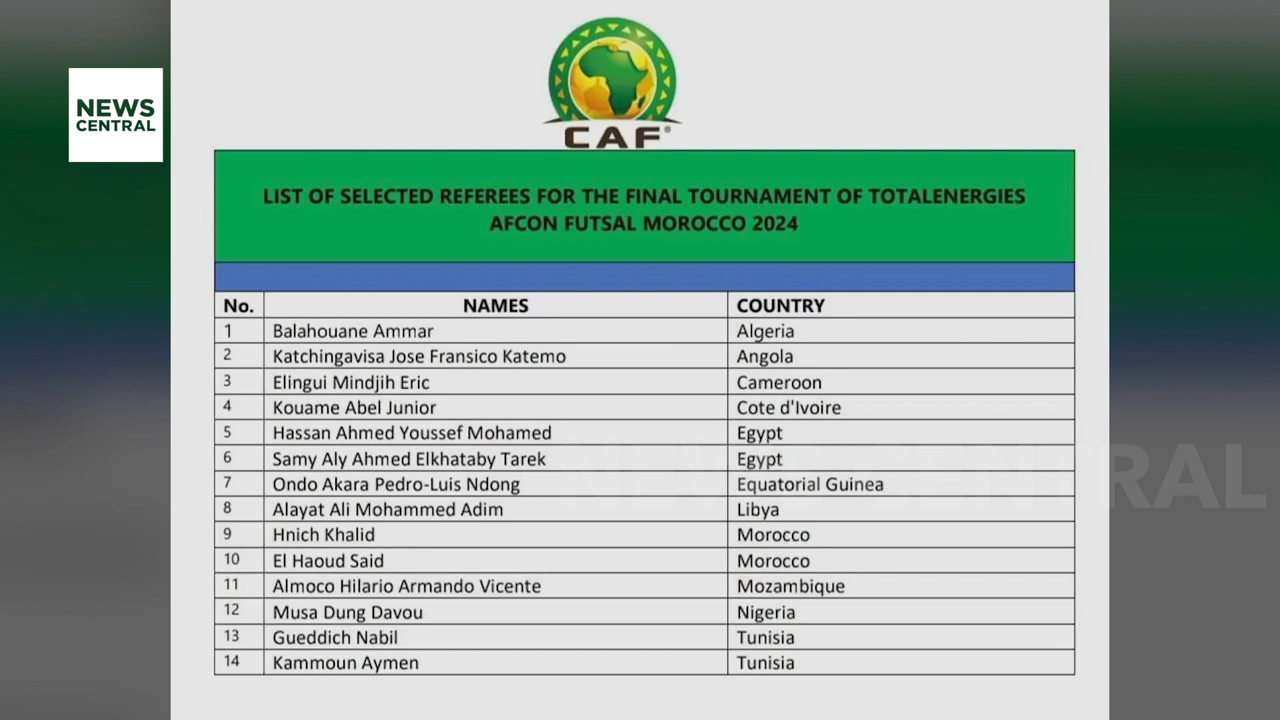 NEWS
CENTRAL
CAF®
LIST OF SELECTED REFEREES FOR THE FINAL TOURNAMENT OF TOTALENERGIES
AFCON FUTSAL MOROCCO 2024
No. NAMES COUNTRY
1 Balahouane Ammar Algeria
2 Katchingavisa Jose Fransico Katemo Angola
3 Elingui Mindjih Eric Cameroon
4 Kouame Abel Junior Cote d'Ivoire
5 Hassan Ahmed Youssef Mohamed Egypt
6 Samy Aly Ahmed Elkhataby Tarek Egypt
7 Ondo Akara Pedro-Luis Ndong Equatorial Guinea
8 Alayat Ali Mohammed Adim Libya
9 Hnich Khalid Morocco
10 El Haoud Said Morocco
11 Almoco Hilario Armando Vicente Mozambique
12 Musa Dung Davou Nigeria
13 Gueddich Nabil Tunisia
14 Kammoun Aymen Tunisia
NEWS CENTRAL